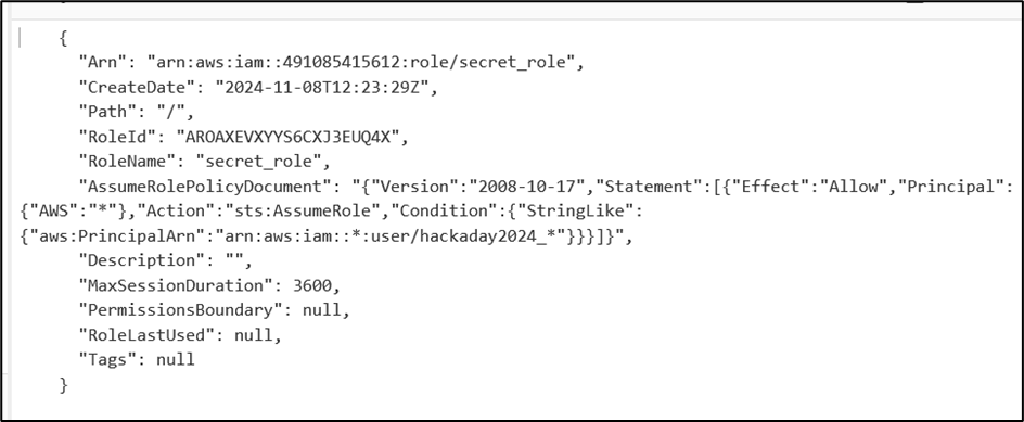 {
"Arn": "arn:aws:iam::491085415612:role/secret_role",
"CreateDate": "2024-11-08T12:23:29Z",
"Path": "/",
"RoleId": "AROAXEVXYYS6CXJ3EUQ4X",
"RoleName": "secret_role",
"AssumeRolePolicyDocument": "{"Version":"2008-10-17","Statement":[{"Effect":"Allow","Principal":
{"AWS":"*"},"Action":"sts:AssumeRole","Condition":{"StringLike":
{"aws:PrincipalArn":"arn:aws:iam::*:user/hackaday2024_*"}}}]}",
"Description": "",
"MaxSessionDuration": 3600,
"PermissionsBoundary": null,
"RoleLastUsed": null,
"Tags": null
}